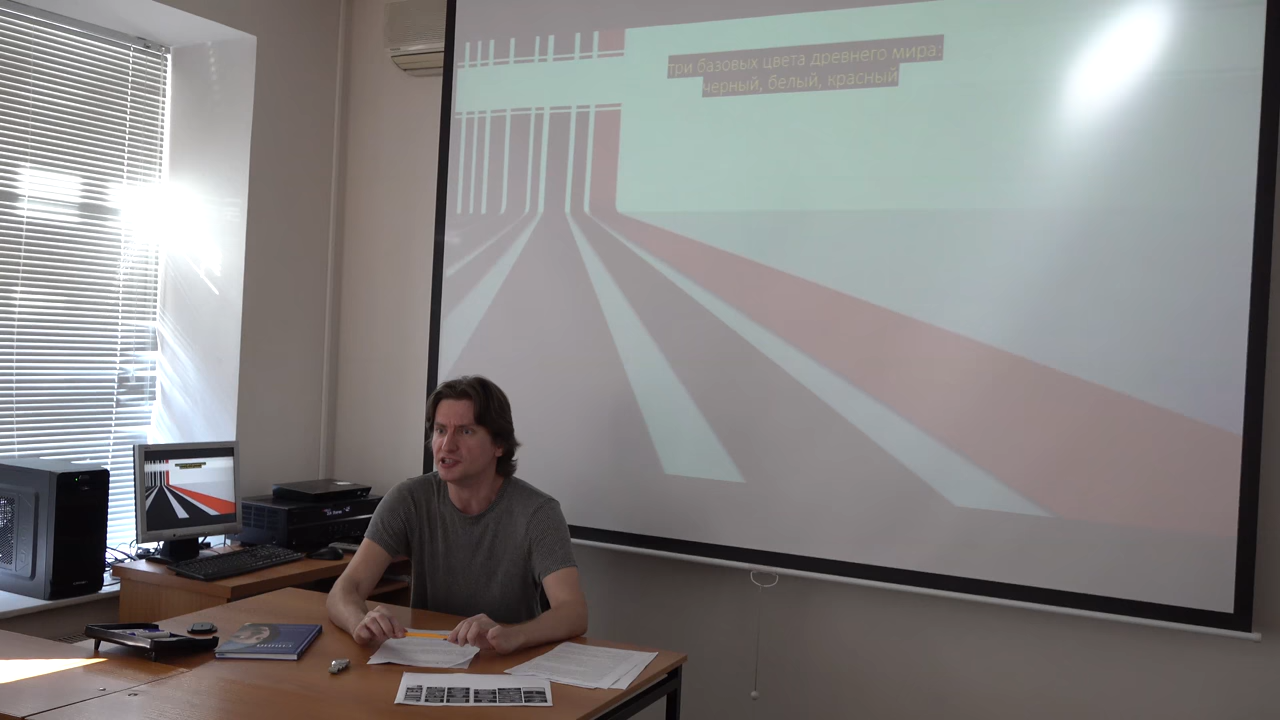 три базовых цвета древнего мира:
черный, белый, красный